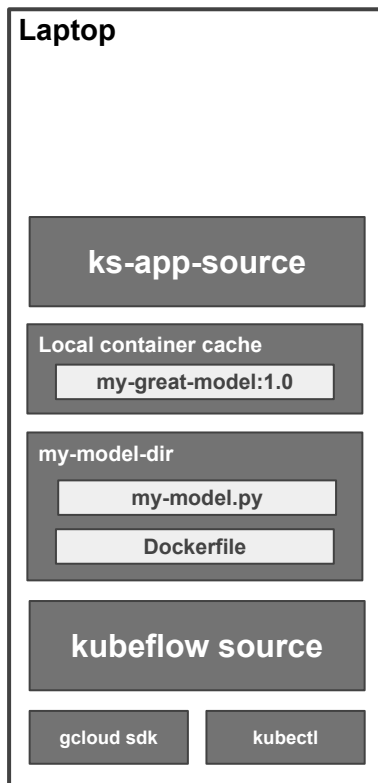 Laptop
ks-app-source
Local container cache
my-great-model:1.0
my-model-dir
my-model.py
Dockerfile
kubeflow source
gcloud sdk
kubectl